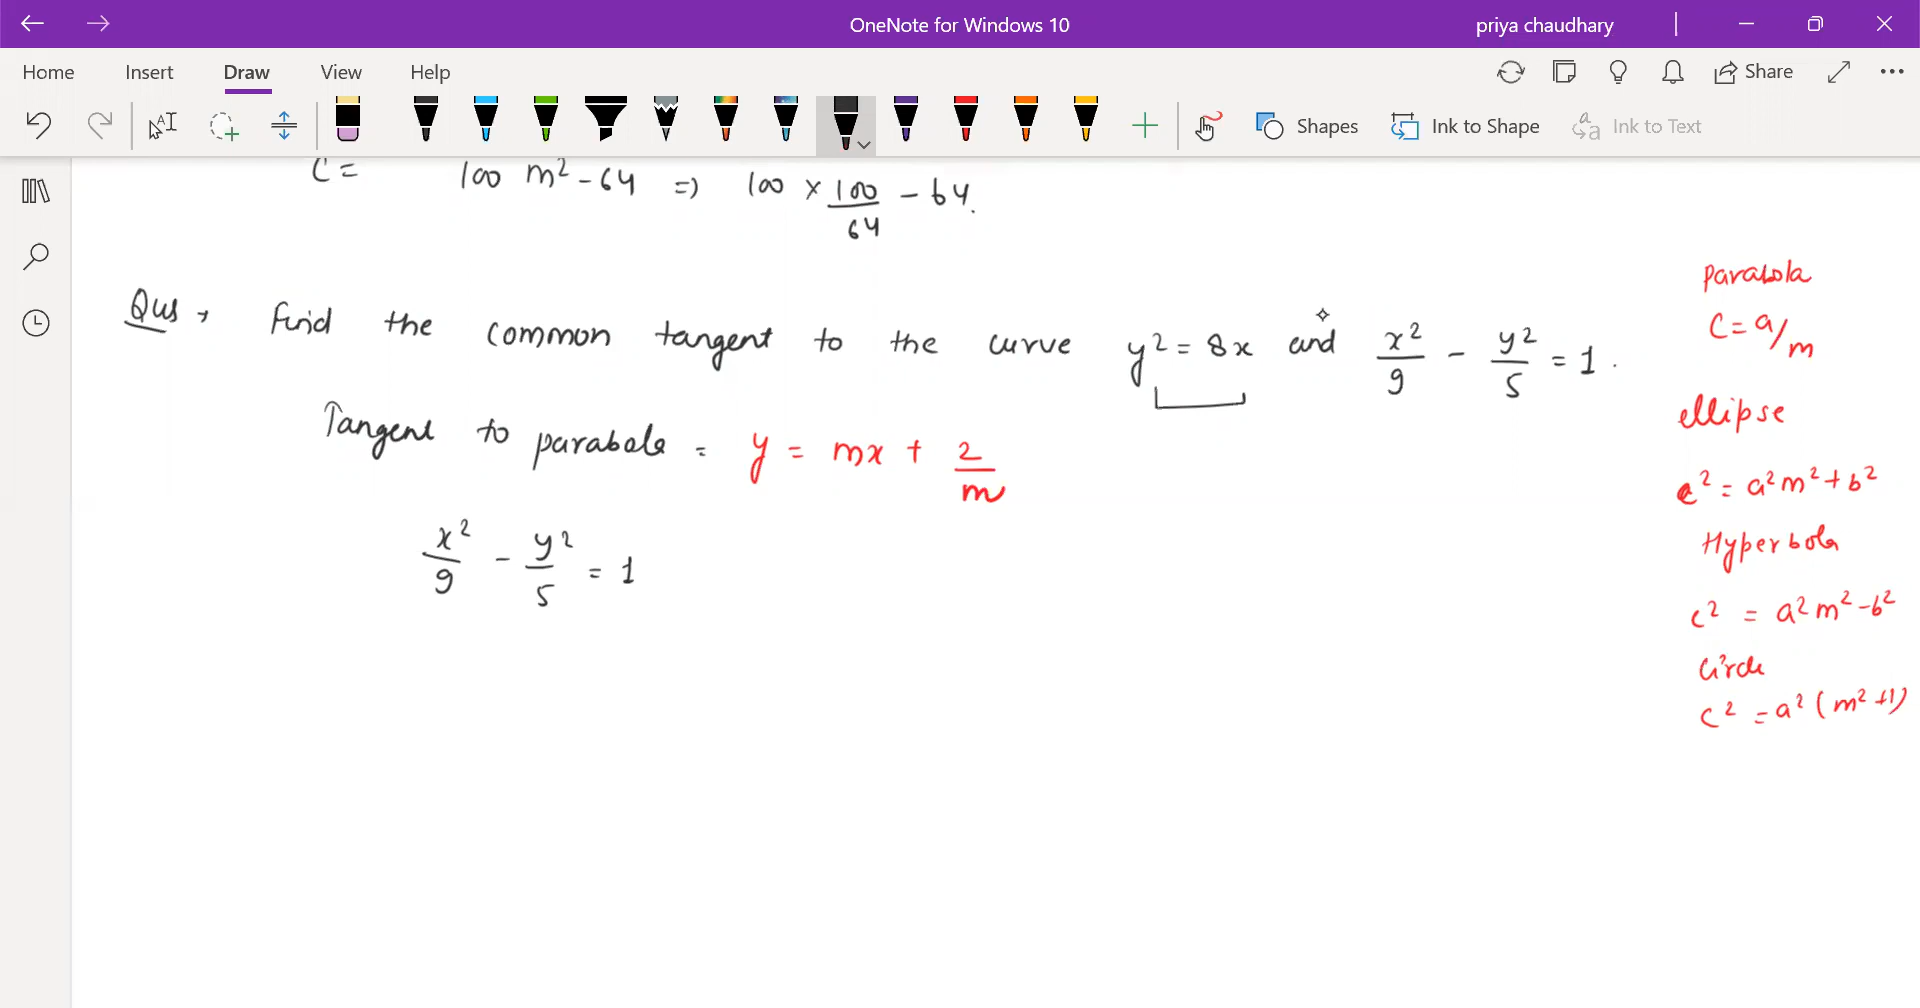 OneNote for Windows 10
priya chaudhary
Home Insert Draw View Help
Share
Shapes Ink to Shape Ink to Text
C = 100 m² - 64 => 100 × 100/64 - 64.
Qus → Find the common tangent to the curve y² = 8x and x²/9 - y²/5 = 1.
Tangent to parabola = y = mx + 2/m
x²/9 - y²/5 = 1
parabola
C = a/m
ellipse
c² = a²m² + b²
Hyperbola
c² = a²m² - b²
Circle
c² = a² (m² + 1)